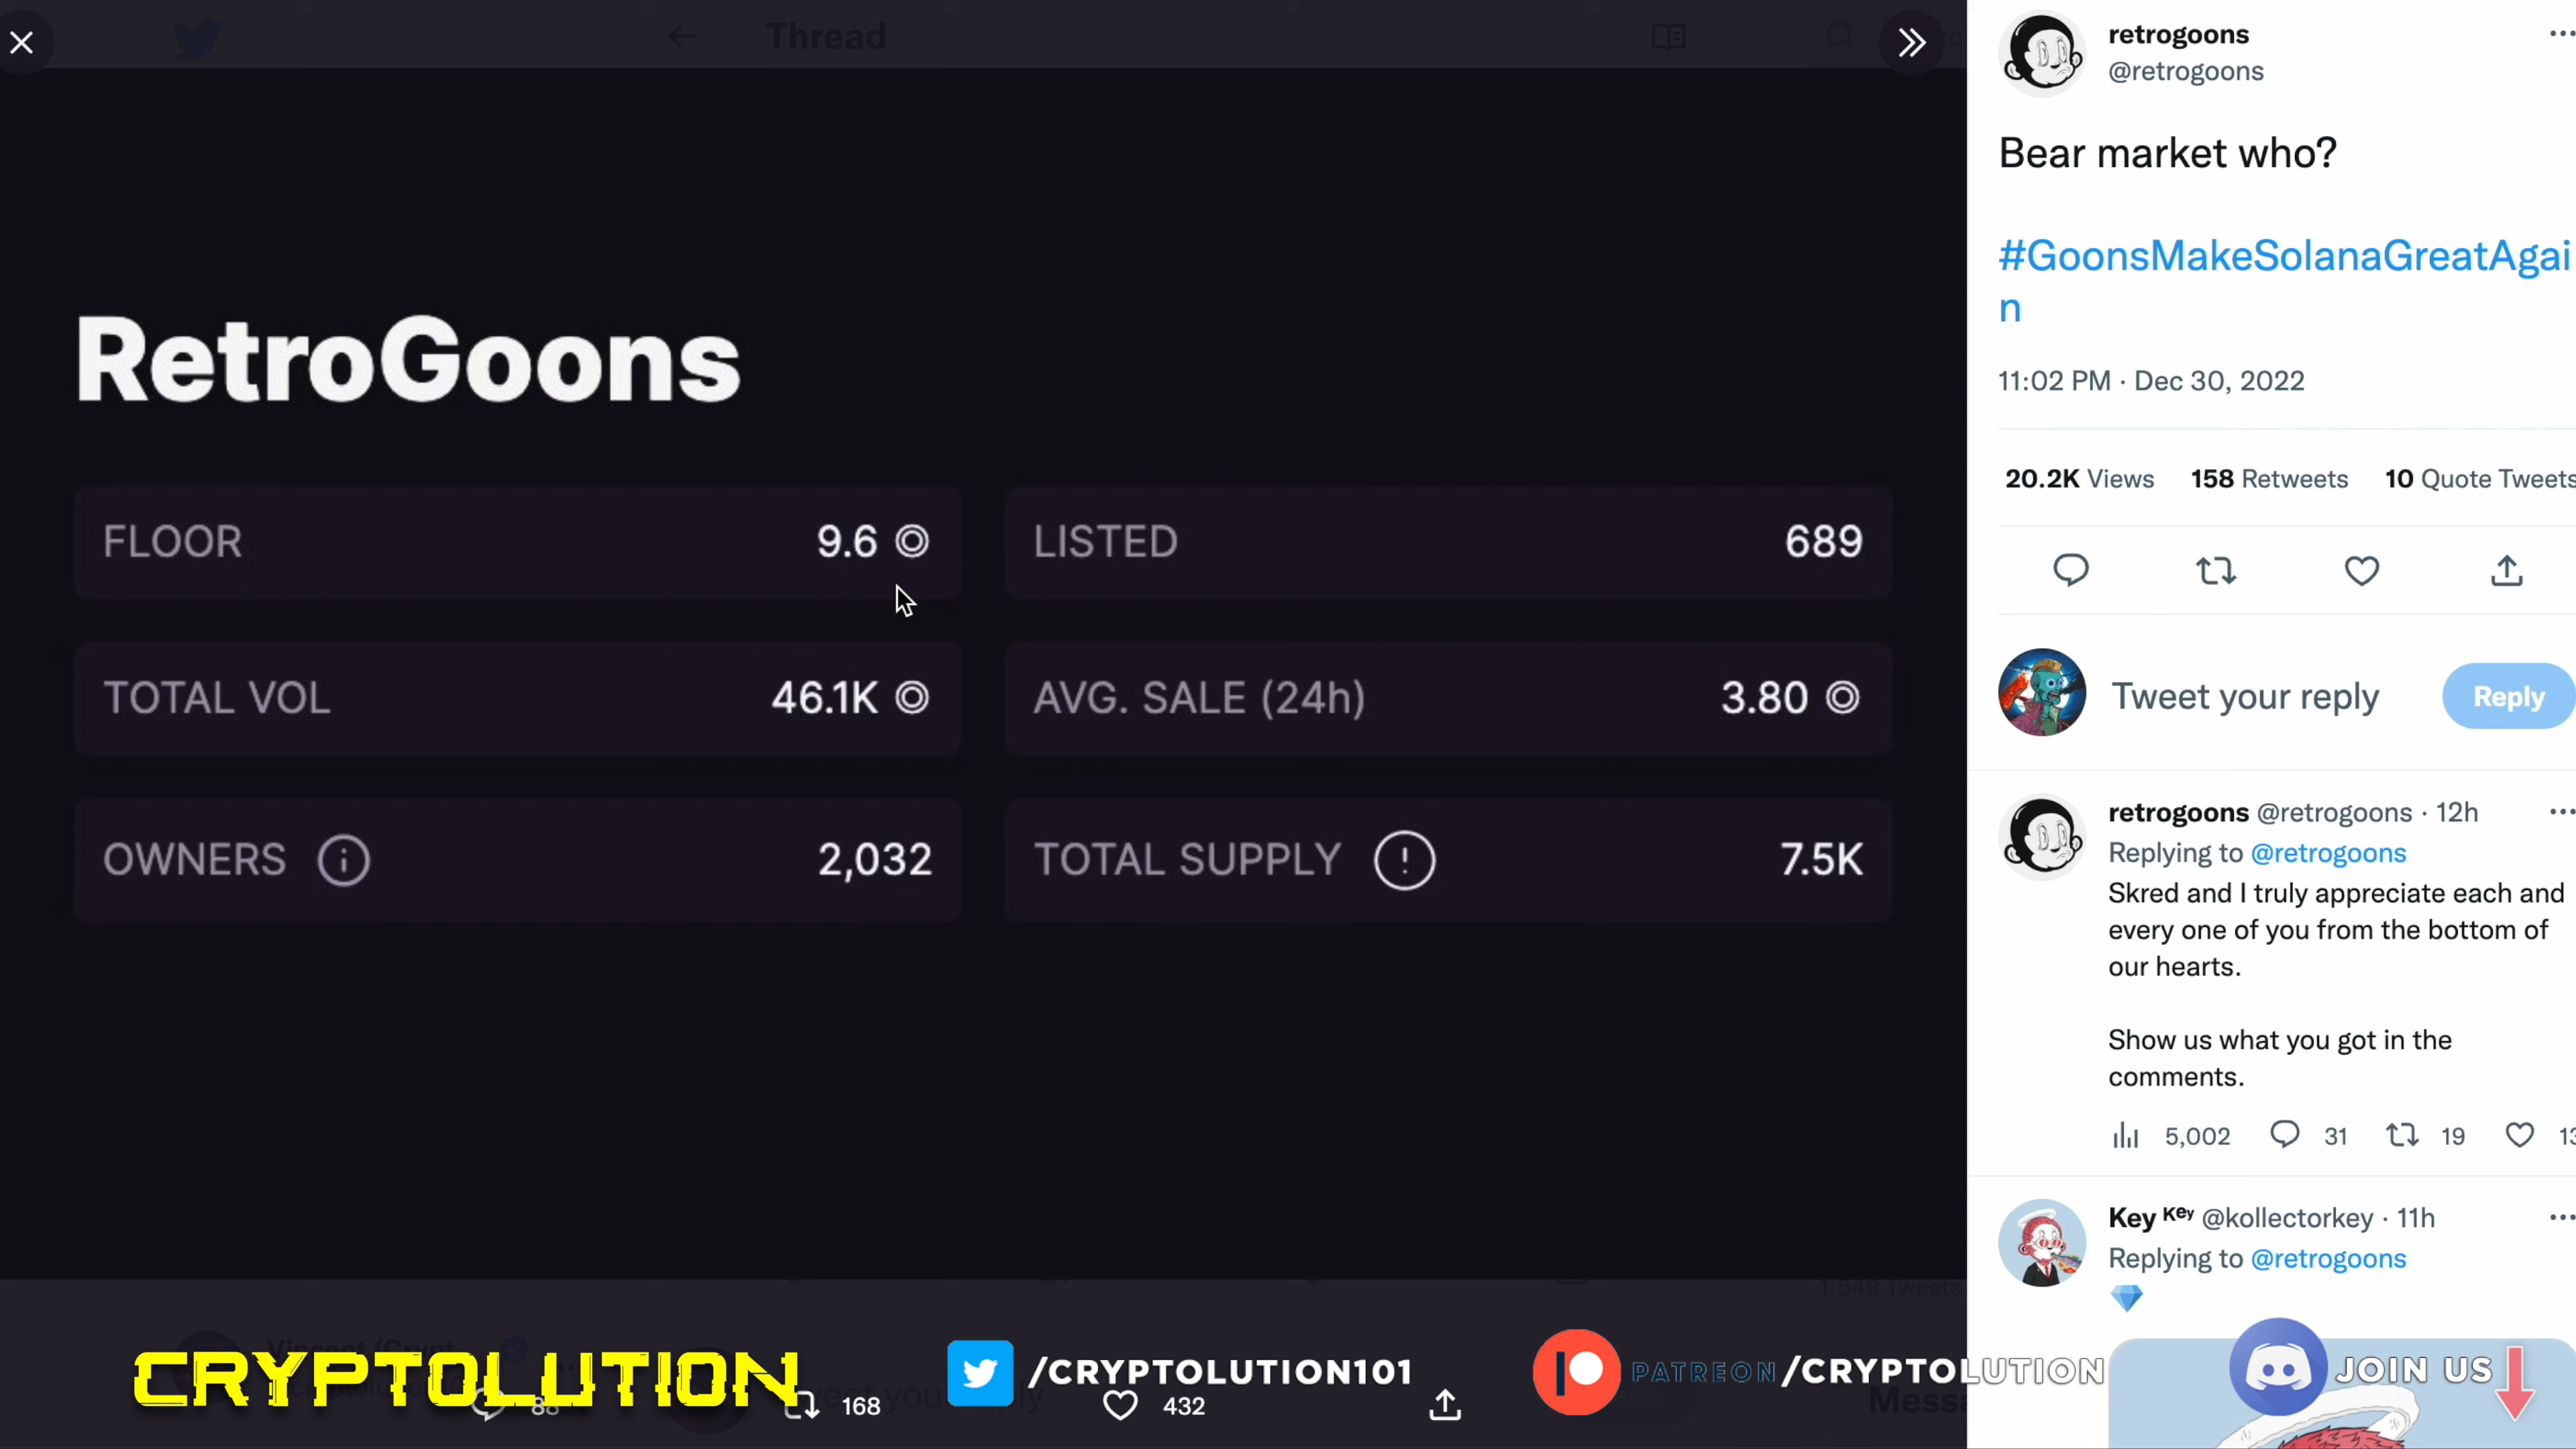 Thread
RetroGoons
FLOOR 9.6
LISTED 689
TOTAL VOL 46.1K
AVG. SALE (24h) 3.80
OWNERS 2,032
TOTAL SUPPLY 7.5K
retrogoons
@retrogoons
Bear market who?
#GoonsMakeSolanaGreatAgai
n
11:02 PM · Dec 30, 2022
20.2K Views 158 Retweets 10 Quote Tweets
Tweet your reply Reply
retrogoons @retrogoons · 12h
Replying to @retrogoons
Skred and I truly appreciate each and
every one of you from the bottom of
our hearts.
Show us what you got in the
comments.
5,002 31 19
Key ᴷᵉʸ @kollectorkey · 11h
Replying to @retrogoons
1,549 Tweets
CRYPTOLUTION
/CRYPTOLUTION101
PATREON /CRYPTOLUTION
JOIN US
88 168 432